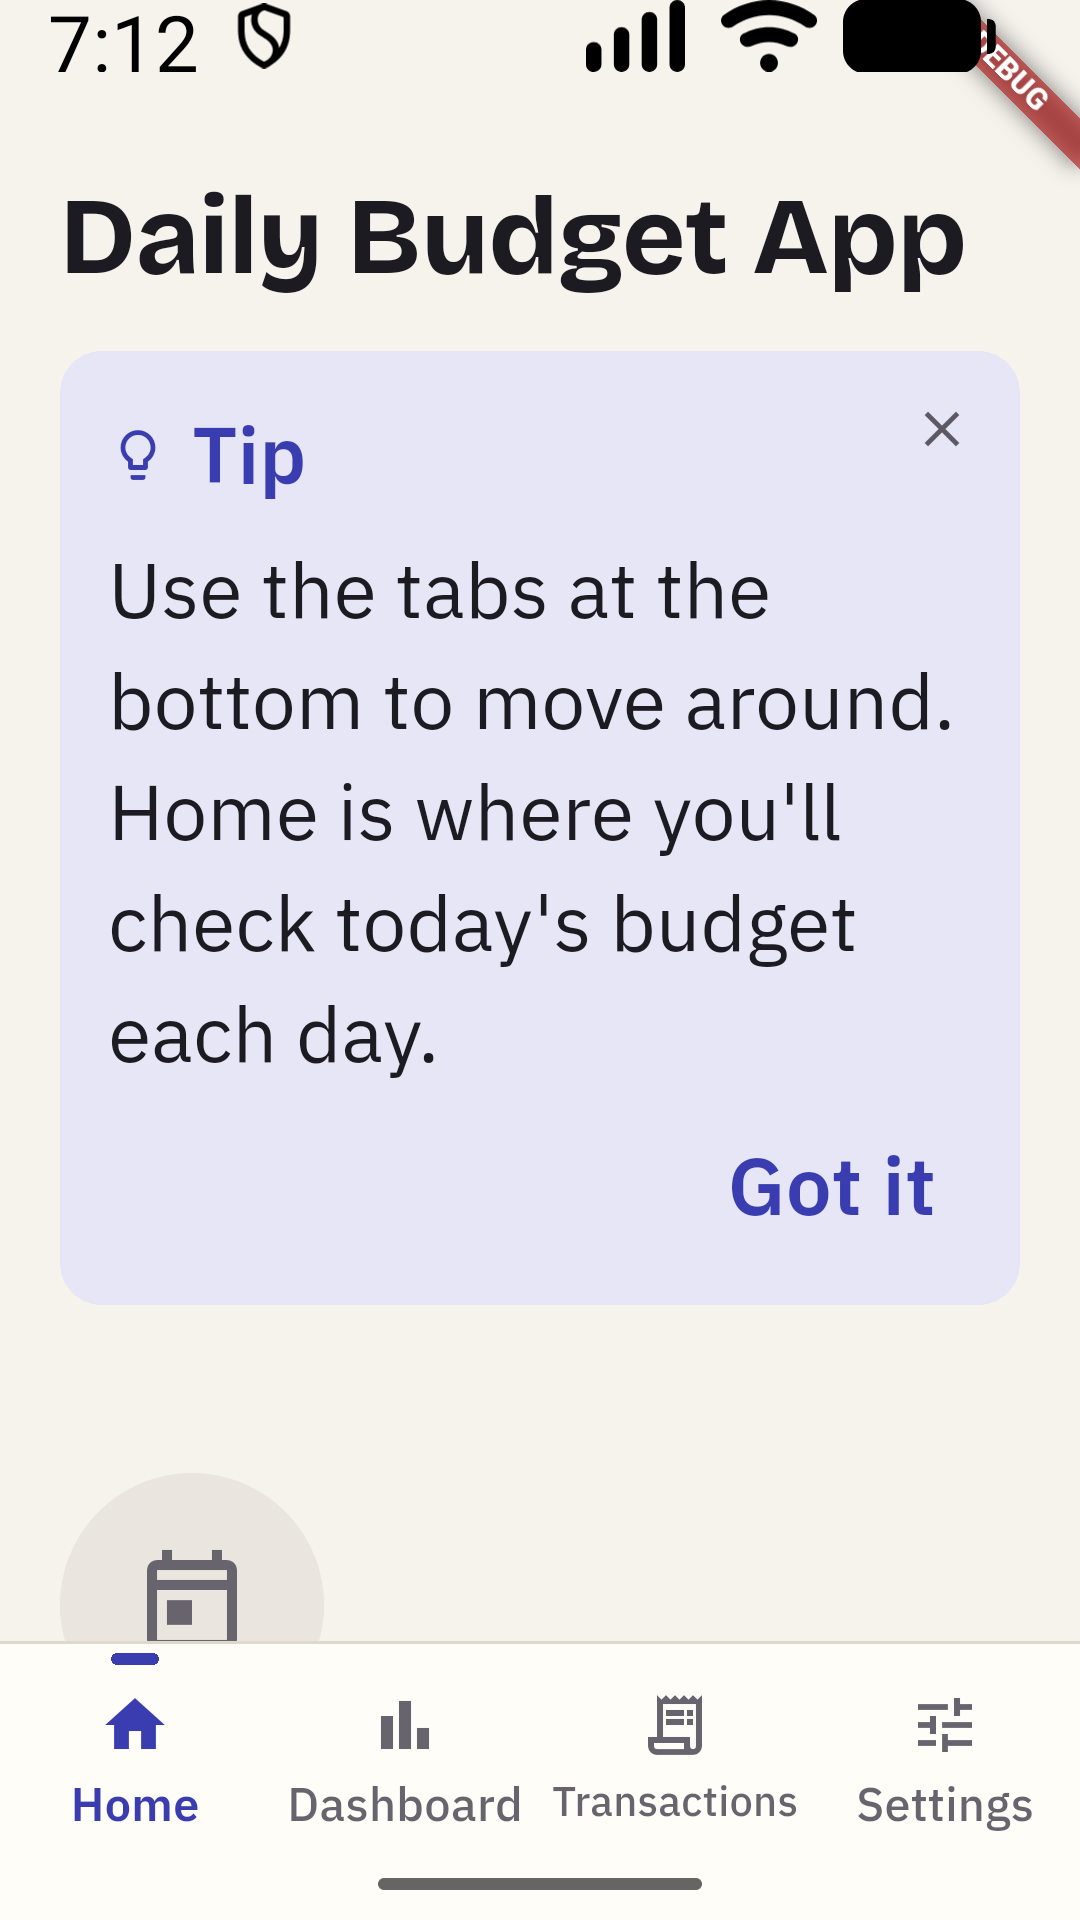 7:12
DEBUG
Daily Budget App
Tip
Use the tabs at the
bottom to move around.
Home is where you'll
check today's budget
each day.
Got it
Home
Dashboard
Transactions
Settings